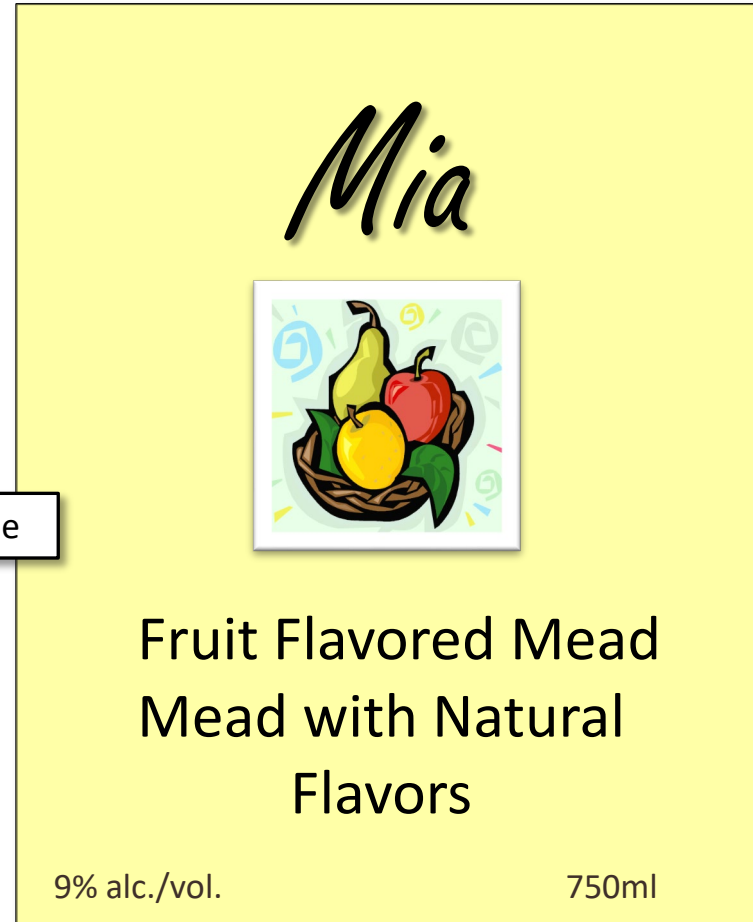 Mia
e
Fruit Flavored Mead
Mead with Natural
Flavors
9% alc./vol. 750ml